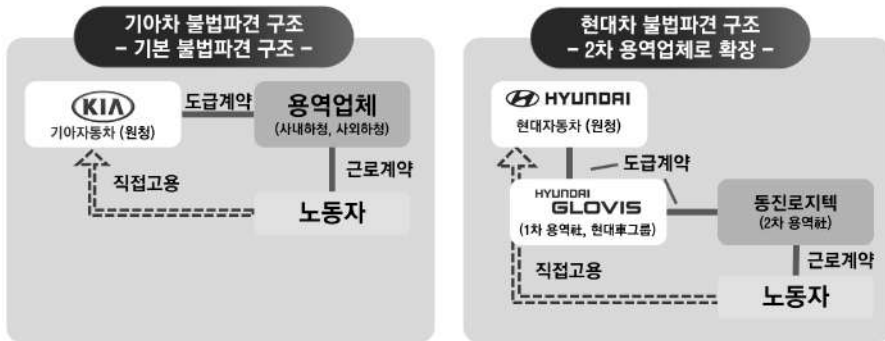 기아차 불법파견 구조
- 기본 불법파견 구조 -
KIA
기아자동차 (원청)
도급계약
용역업체
(사내하청, 사외하청)
근로계약
직접고용
노동자
현대차 불법파견 구조
- 2차 용역업체로 확장 -
HYUNDAI
현대자동차 (원청)
도급계약
HYUNDAI
GLOVIS
(1차 용역社, 현대車그룹)
동진로지텍
(2차 용역社)
근로계약
직접고용
노동자